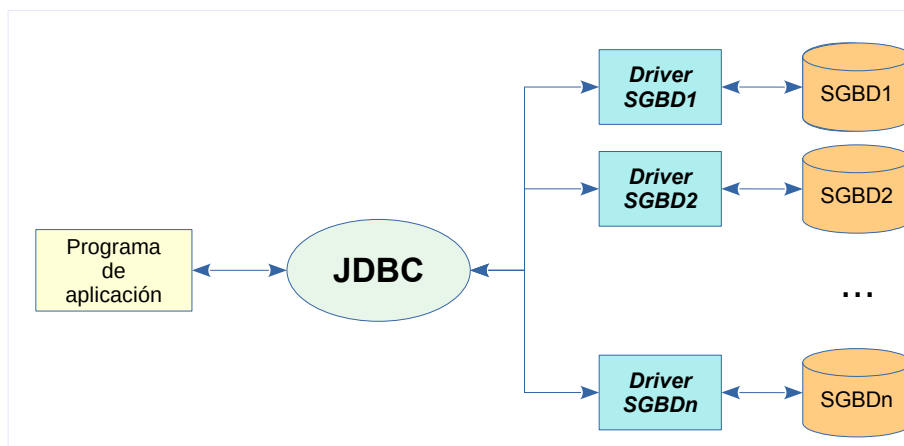 Driver
SGBD1
SGBD1
Driver
SGBD2
SGBD2
Programa
de
aplicación
JDBC
...
Driver
SGBDn
SGBDn